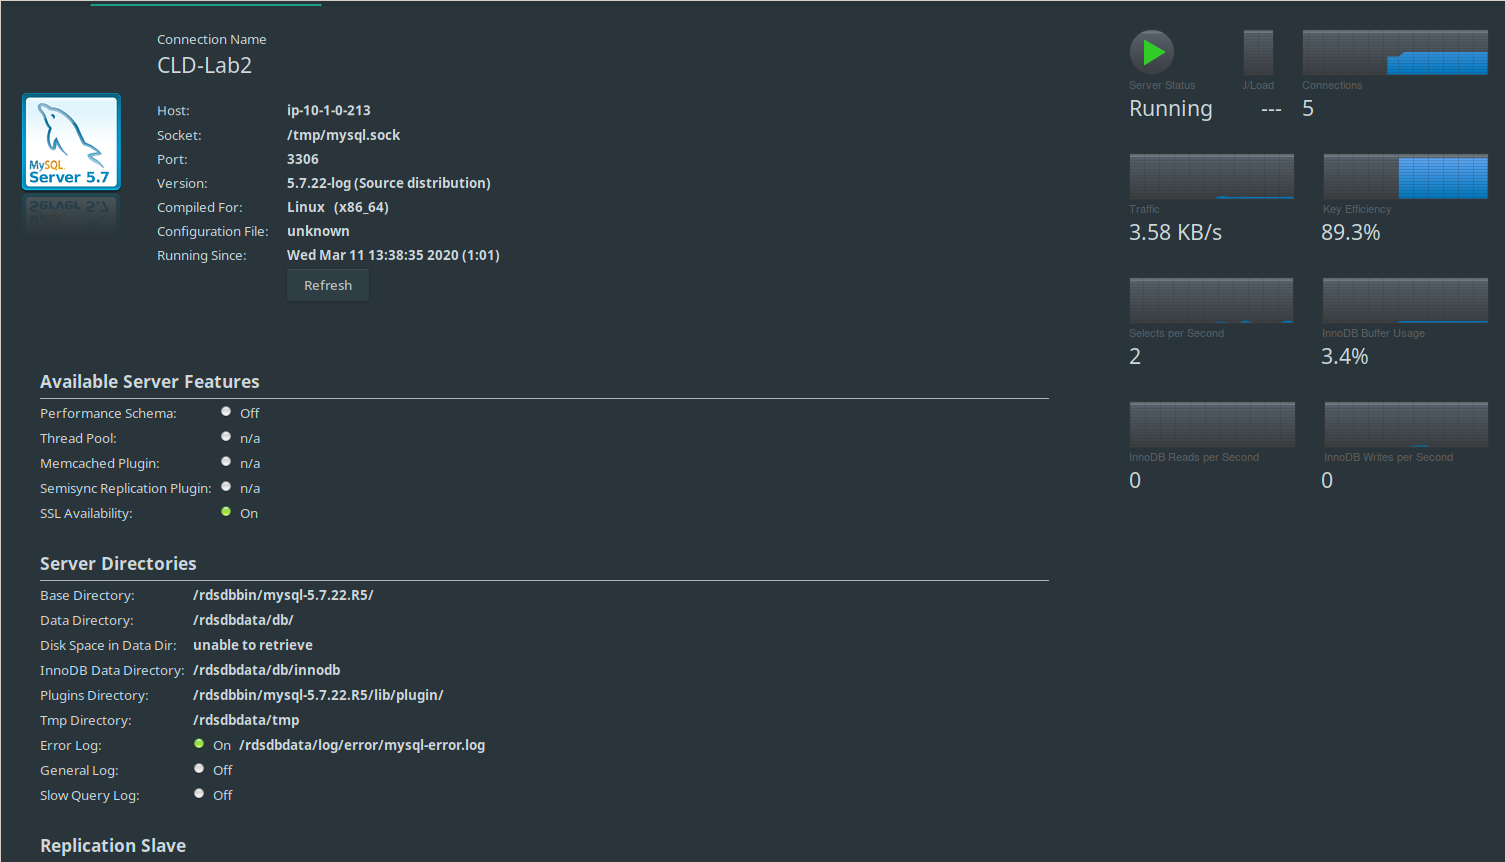 Connection Name
CLD-Lab2
MySQL
Server 5.7
Host: ip-10-1-0-213
Socket: /tmp/mysql.sock
Port: 3306
Version: 5.7.22-log (Source distribution)
Compiled For: Linux (x86_64)
Configuration File: unknown
Running Since: Wed Mar 11 13:38:35 2020 (1:01)
Refresh
Available Server Features
Performance Schema: Off
Thread Pool: n/a
Memcached Plugin: n/a
Semisync Replication Plugin: n/a
SSL Availability: On
Server Directories
Base Directory: /rdsdbbin/mysql-5.7.22.R5/
Data Directory: /rdsdbdata/db/
Disk Space in Data Dir: unable to retrieve
InnoDB Data Directory: /rdsdbdata/db/innodb
Plugins Directory: /rdsdbbin/mysql-5.7.22.R5/lib/plugin/
Tmp Directory: /rdsdbdata/tmp
Error Log: On /rdsdbdata/log/error/mysql-error.log
General Log: Off
Slow Query Log: Off
Replication Slave
Server Status /Load Connections
Running --- 5
Traffic Key Efficiency
3.58 KB/s 89.3%
Selects per Second InnoDB Buffer Usage
2 3.4%
InnoDB Reads per Second InnoDB Writes per Second
0 0